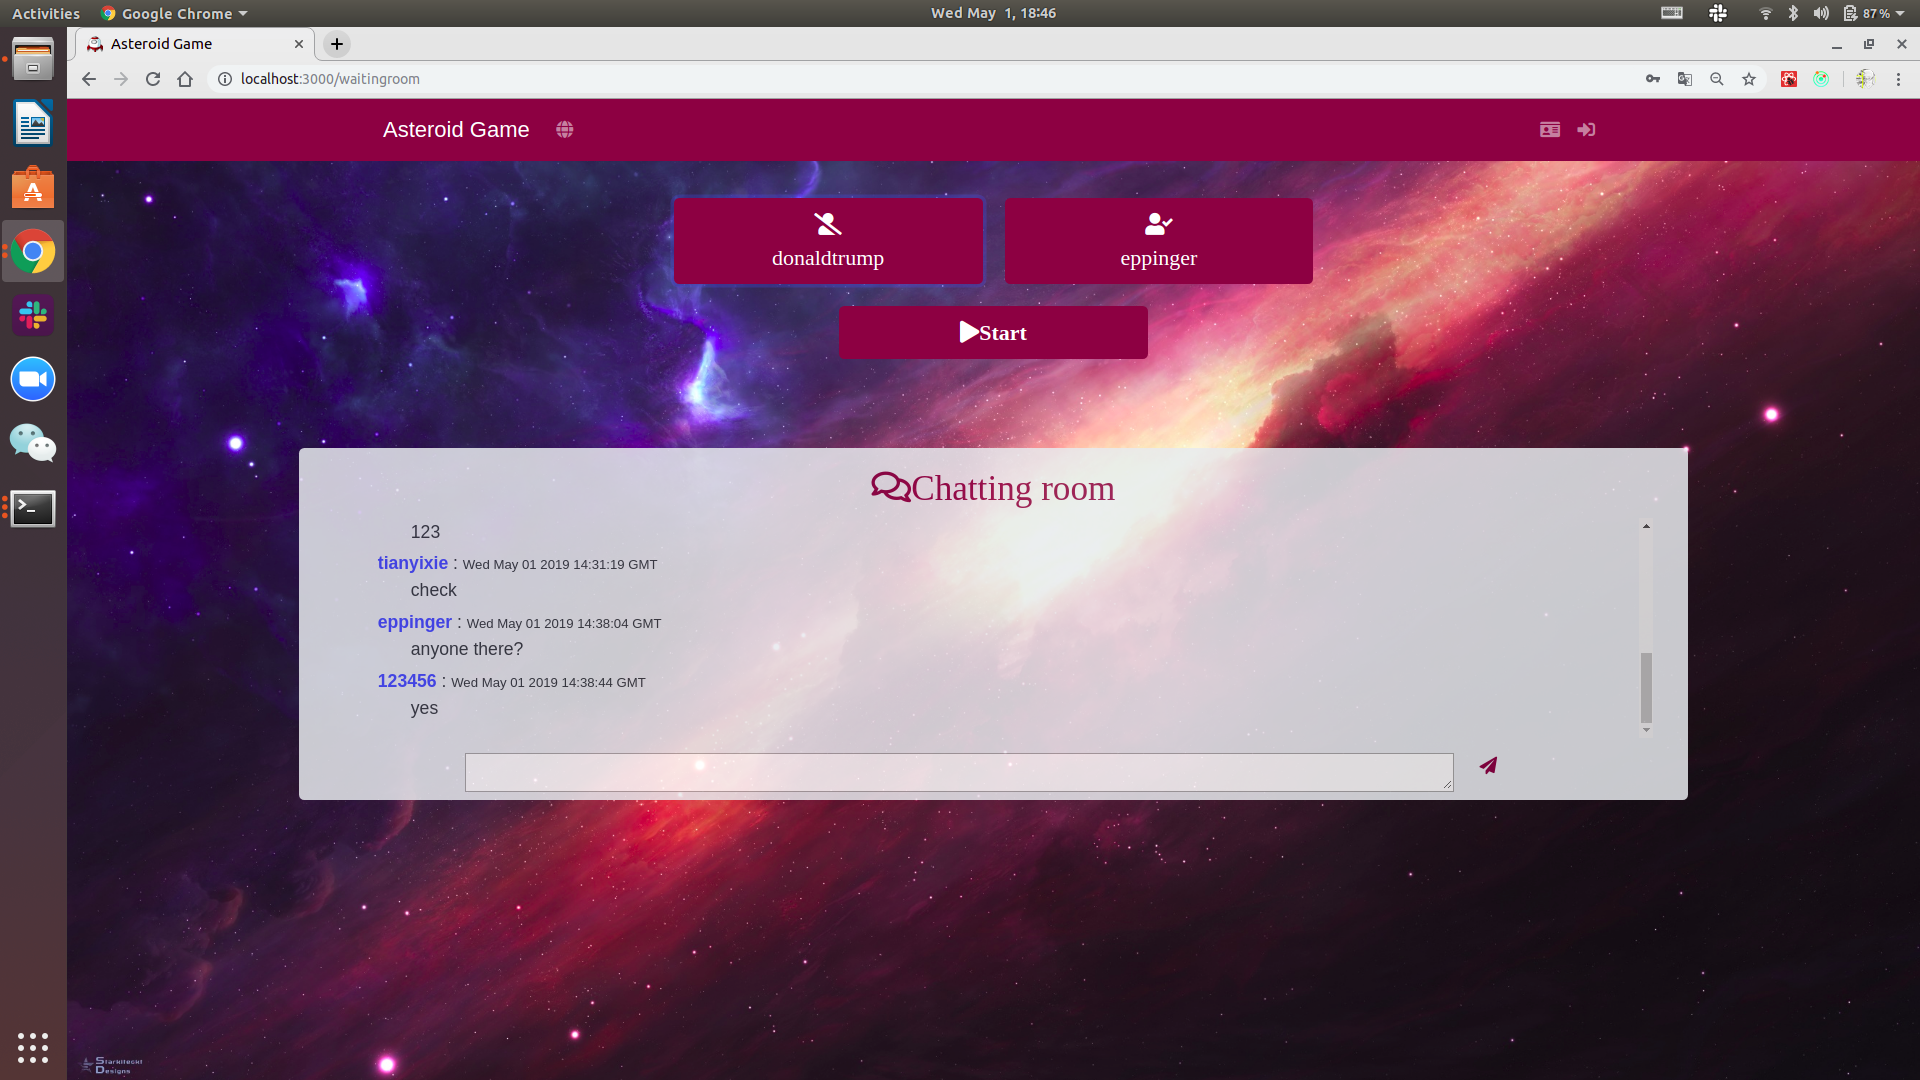 Activities Google Chrome Wed May 1, 18:46 87 %
Asteroid Game
localhost:3000/waitingroom
Asteroid Game
donaldtrump eppinger
Start
Chatting room
123
tianyixie : Wed May 01 2019 14:31:19 GMT
check
eppinger : Wed May 01 2019 14:38:04 GMT
anyone there?
123456 : Wed May 01 2019 14:38:44 GMT
yes
Designs